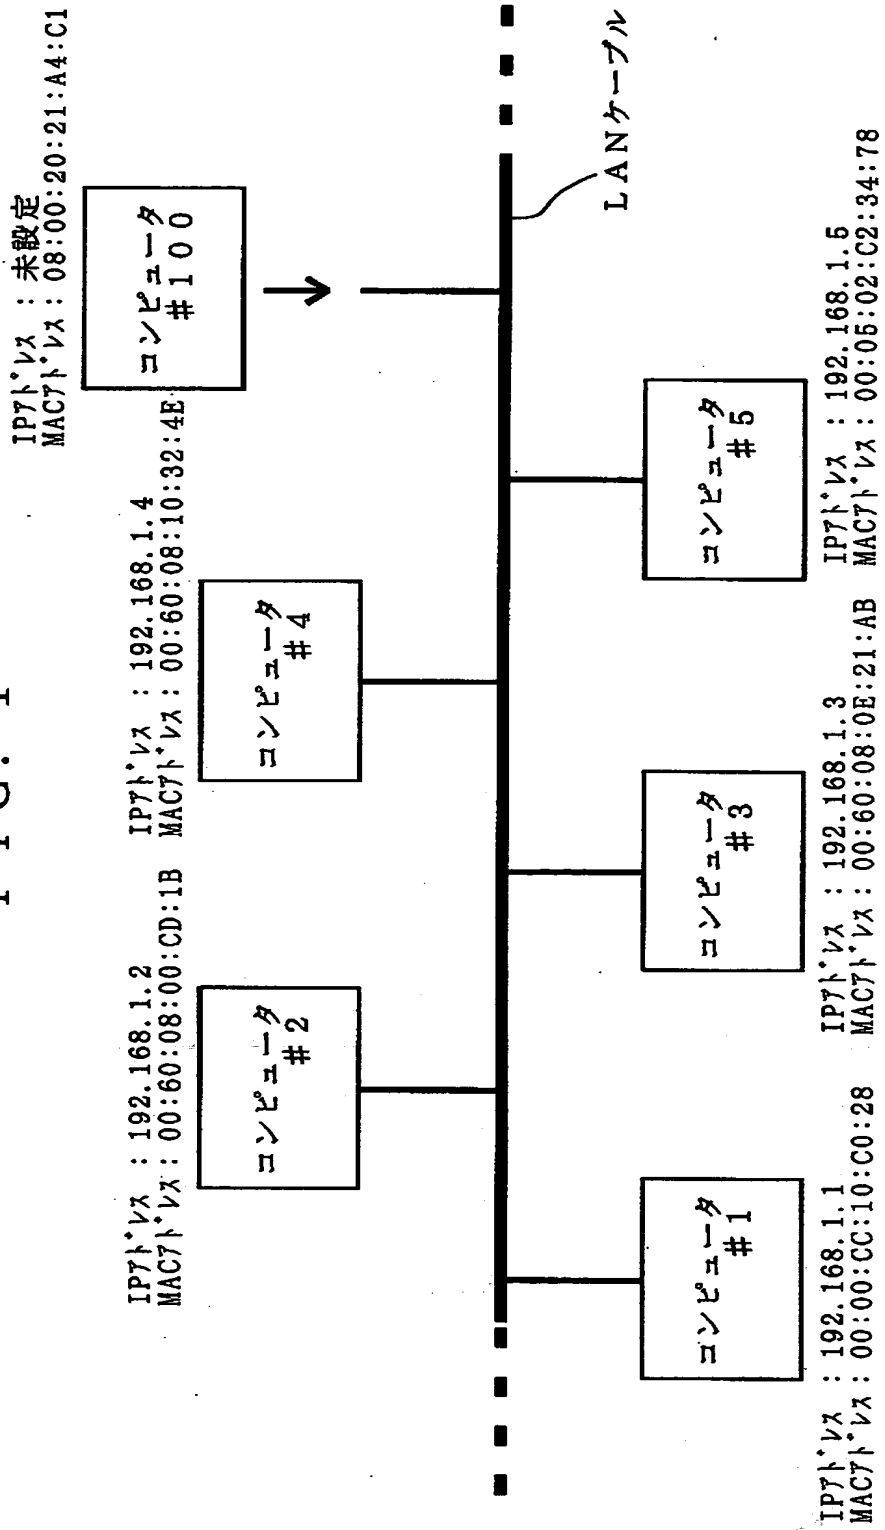 FIG. 1
IPアドレス : 192.168.1.2
MACアドレス : 00:60:08:00:CD:1B
コンピュータ
#2
IPアドレス : 192.168.1.4
MACアドレス : 00:60:08:10:32:4E
コンピュータ
#4
IPアドレス : 未設定
MACアドレス : 08:00:20:21:A4:C1
コンピュータ
#100
LANケーブル
コンピュータ
#1
IPアドレス : 192.168.1.1
MACアドレス : 00:00:CC:10:C0:28
コンピュータ
#3
IPアドレス : 192.168.1.3
MACアドレス : 00:60:08:0E:21:AB
コンピュータ
#5
IPアドレス : 192.168.1.5
MACアドレス : 00:05:02:C2:34:78